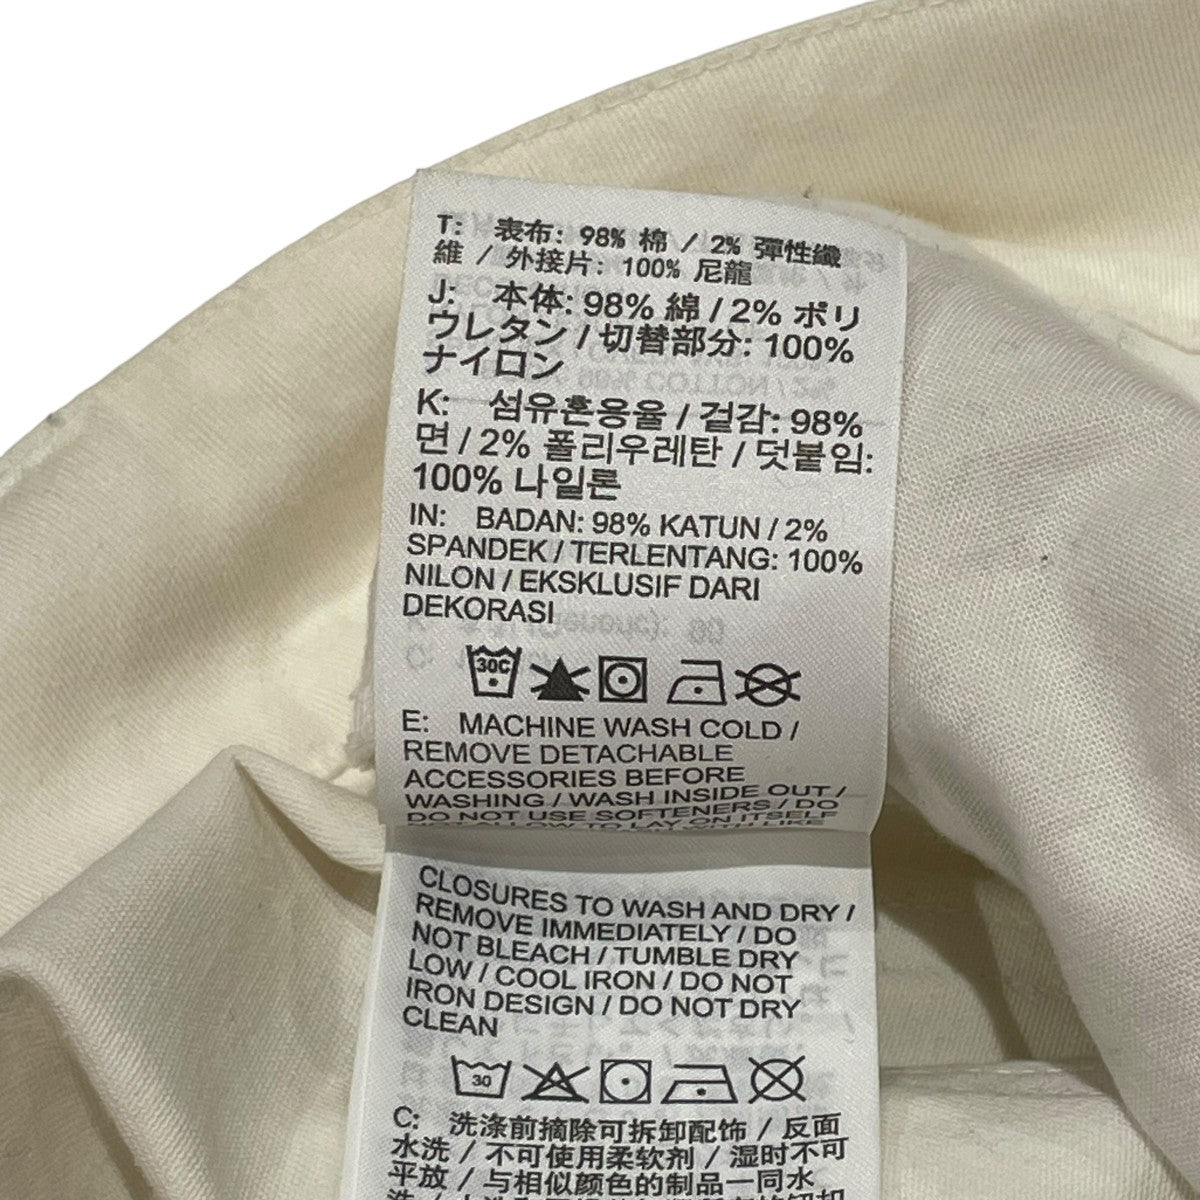 T: 表布: 98% 棉 / 2% 彈性纖
維 / 外接片: 100% 尼龍
J: 本体: 98% 綿 / 2% ポリ
ウレタン / 切替部分: 100%
ナイロン
K: 섬유혼용율 / 겉감: 98%
면 / 2% 폴리우레탄 / 덧붙임:
100% 나일론
IN: BADAN: 98% KATUN / 2%
SPANDEK / TERLENTANG: 100%
NILON / EKSKLUSIF DARI
DEKORASI
30C
E: MACHINE WASH COLD /
REMOVE DETACHABLE
ACCESSORIES BEFORE
WASHING / WASH INSIDE OUT /
DO NOT USE SOFTENERS / DO
NOT ALLOW TO LAY ON ITSELF
CLOSURES TO WASH AND DRY /
REMOVE IMMEDIATELY / DO
NOT BLEACH / TUMBLE DRY
LOW / COOL IRON / DO NOT
IRON DESIGN / DO NOT DRY
CLEAN
30
C: 洗涤前摘除可拆卸配饰 / 反面
水洗 / 不可使用柔软剂 / 湿时不可
平放 / 与相似颜色的制品一同水